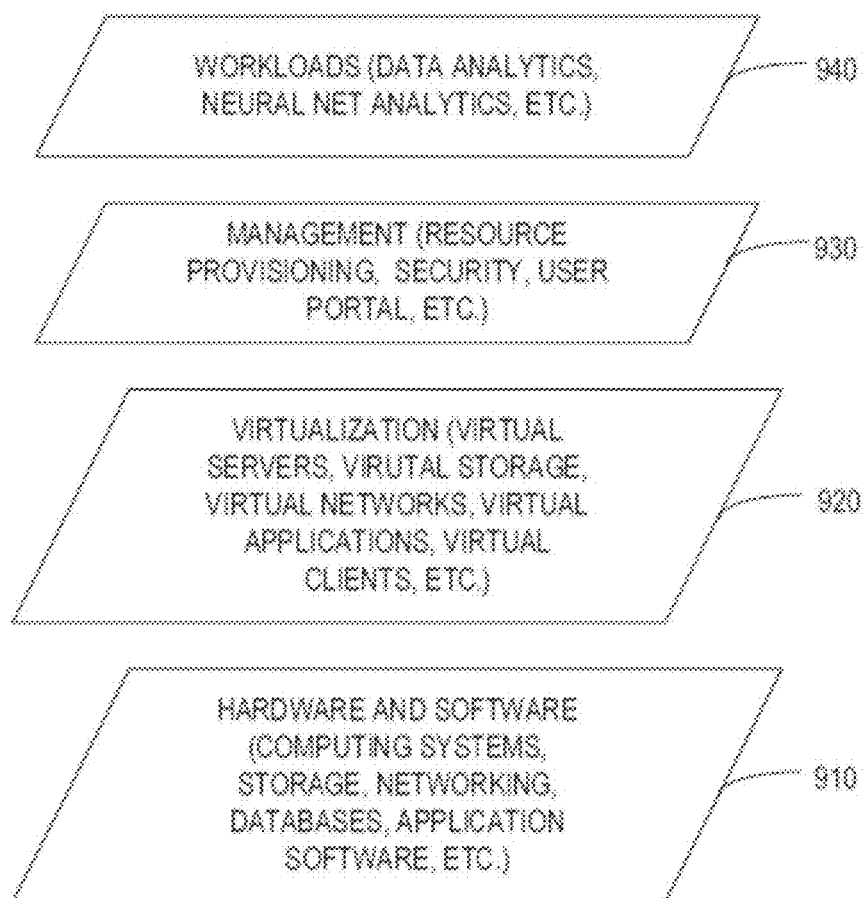 WORKLOADS (DATA ANALYTICS,
NEURAL NET ANALYTICS, ETC.)
940
MANAGEMENT (RESOURCE
PROVISIONING, SECURITY, USER
PORTAL, ETC.)
930
VIRTUALIZATION (VIRTUAL
SERVERS, VIRUTAL STORAGE,
VIRTUAL NETWORKS, VIRTUAL
APPLICATIONS, VIRTUAL
CLIENTS, ETC.)
920
HARDWARE AND SOFTWARE
(COMPUTING SYSTEMS,
STORAGE, NETWORKING,
DATABASES, APPLICATION
SOFTWARE, ETC.)
910